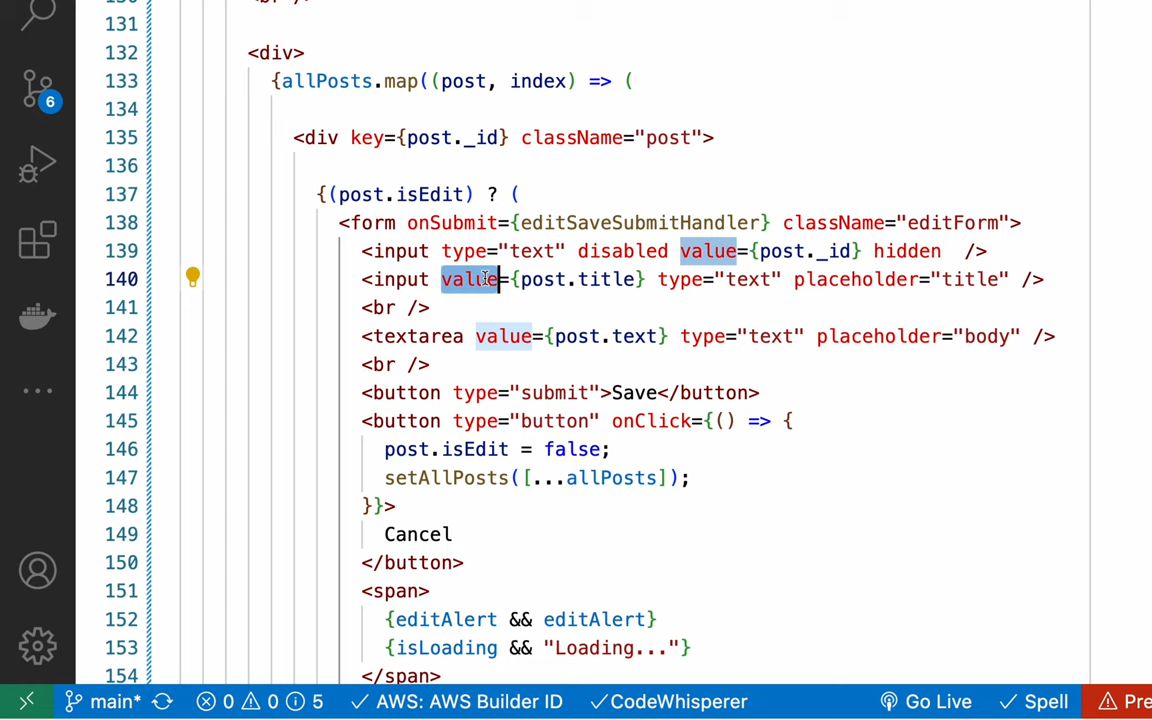 131
132 <div>
133 {allPosts.map((post, index) => (
134
135 <div key={post._id} className="post">
136
137 {(post.isEdit) ? (
138 <form onSubmit={editSaveSubmitHandler} className="editForm">
139 <input type="text" disabled value={post._id} hidden />
140 <input value={post.title} type="text" placeholder="title" />
141 <br />
142 <textarea value={post.text} type="text" placeholder="body" />
143 <br />
144 <button type="submit">Save</button>
145 <button type="button" onClick={() => {
146 post.isEdit = false;
147 setAllPosts([...allPosts]);
148 }}>
149 Cancel
150 </button>
151 <span>
152 {editAlert && editAlert}
153 {isLoading && "Loading..."}
154 </span>
6
main* 0 0 5 AWS: AWS Builder ID CodeWhisperer Go Live Spell Pre